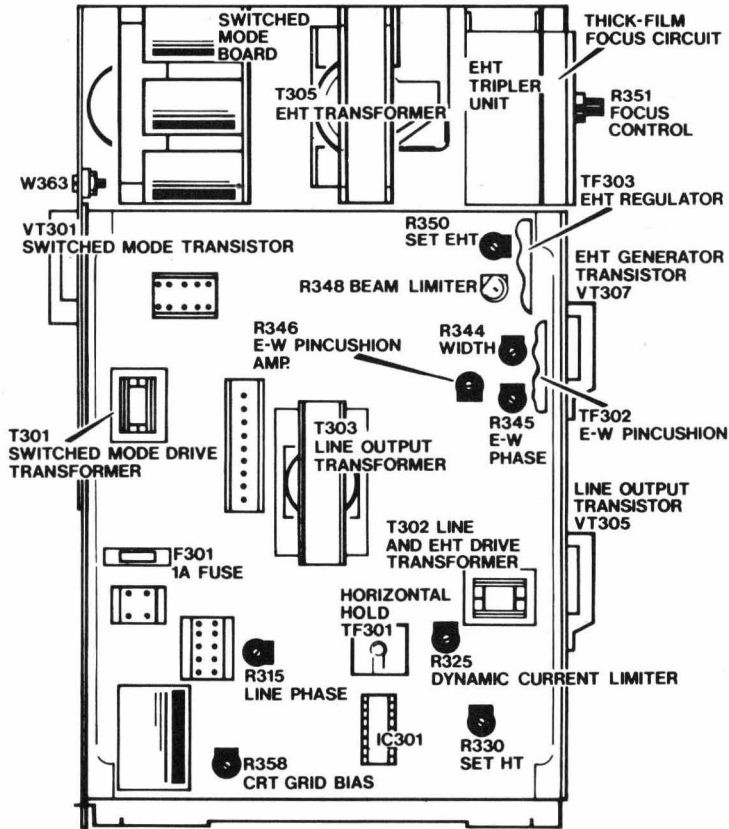 SWITCHED
MODE
BOARD
T305
EHT TRANSFORMER
EHT
TRIPLER
UNIT
THICK-FILM
FOCUS CIRCUIT
R351
FOCUS
CONTROL
W363
TF303
EHT REGULATOR
VT301
SWITCHED MODE TRANSISTOR
R350
SET EHT
R348 BEAM LIMITER
EHT GENERATOR
TRANSISTOR
VT307
R346
E-W PINCUSHION
AMP.
R344
WIDTH
T301
SWITCHED MODE DRIVE
TRANSFORMER
T303
LINE OUTPUT
TRANSFORMER
R345
E-W
PHASE
TF302
E-W PINCUSHION
LINE OUTPUT
TRANSISTOR
VT305
T302 LINE
AND EHT DRIVE
TRANSFORMER
F301
1A FUSE
HORIZONTAL
HOLD
TF301
R315
LINE PHASE
R325
DYNAMIC CURRENT LIMITER
IC301
R330
SET HT
R358
CRT GRID BIAS